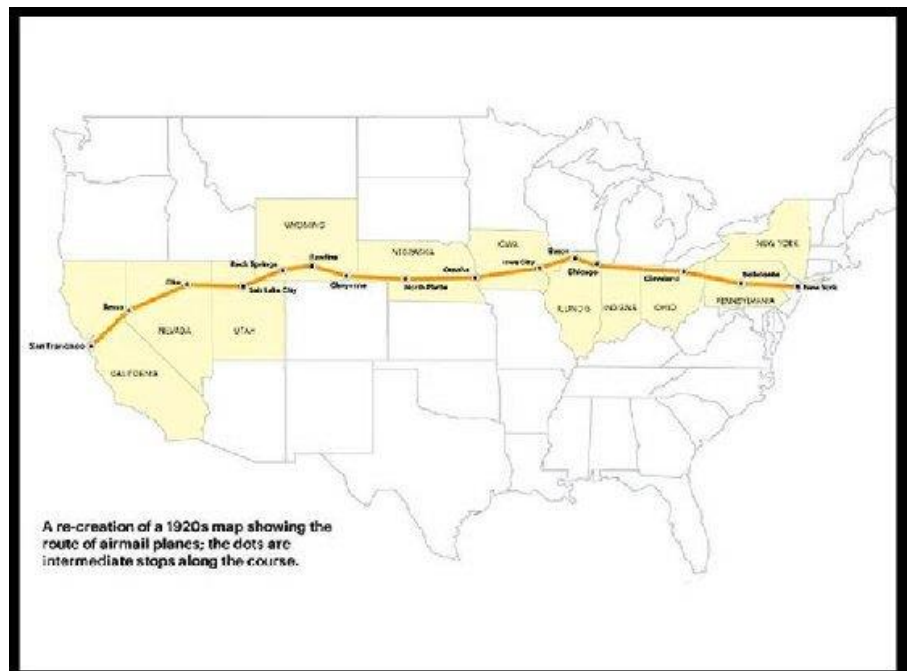 WYOMING
NEW YORK
NEBRASKA
IOWA
Rock Springs
Rawlins
Omaha
Iowa City
Chicago
Cleveland
Bellefonte
Elko
Salt Lake City
Cheyenne
North Platte
New York
Reno
ILLINOIS
INDIANA
OHIO
PENNSYLVANIA
NEVADA
UTAH
San Francisco
CALIFORNIA
A re-creation of a 1920s map showing the
route of airmail planes; the dots are
intermediate stops along the course.